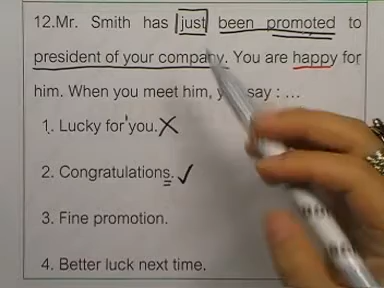 12.Mr. Smith has just been promoted to
president of your company. You are happy for
him. When you meet him, you say : ...
1. Lucky for you.
2. Congratulations.
3. Fine promotion.
4. Better luck next time.